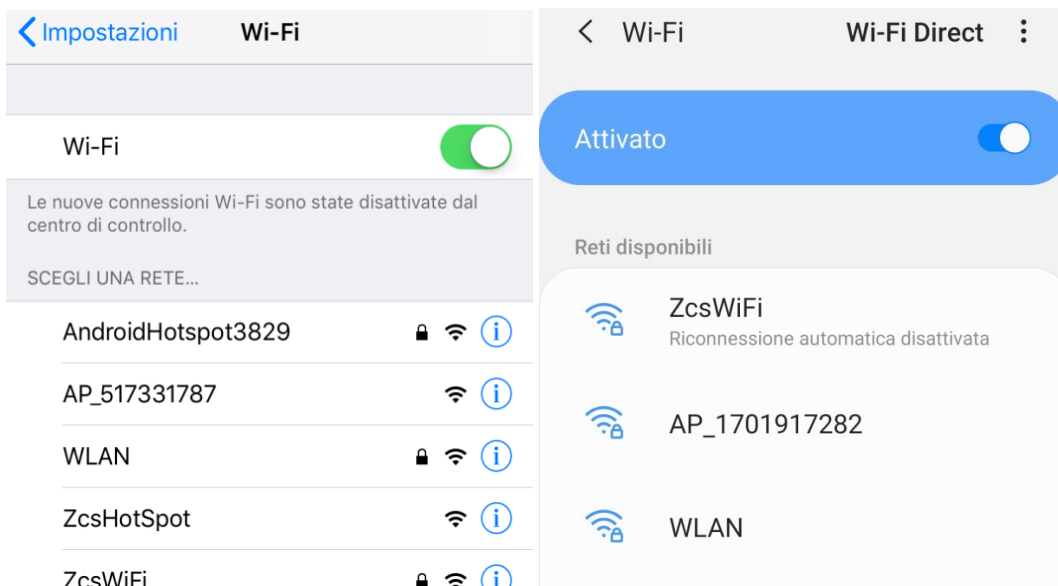 Impostazioni Wi-Fi
Wi-Fi
Le nuove connessioni Wi-Fi sono state disattivate dal
centro di controllo.
SCEGLI UNA RETE...
AndroidHotspot3829
AP_517331787
WLAN
ZcsHotSpot
ZcsWiFi
Wi-Fi Wi-Fi Direct
Attivato
Reti disponibili
ZcsWiFi
Riconnessione automatica disattivata
AP_1701917282
WLAN